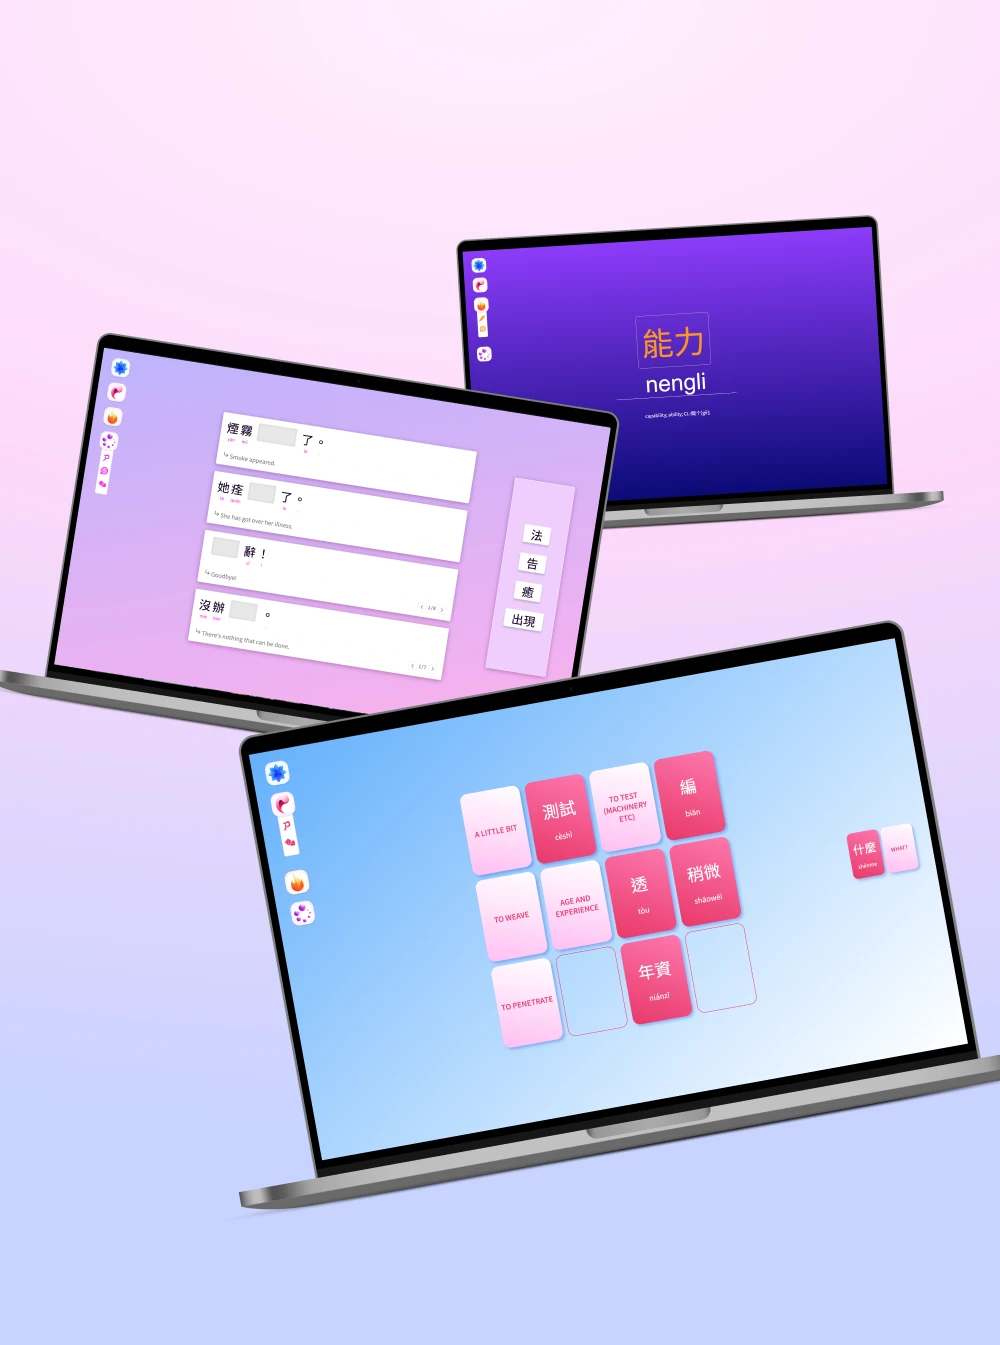 能力
nengli
capability; ability; CL:種个[gè];
煙霧 了。
yān wù le
Smoke appeared.
她痊 了。
tā quán le
She has got over her illness.
辭！
cí
Goodbye!
1/8
沒辦 。
méi bàn
There's nothing that can be done.
1/7
法
告
癒
出現
A LITTLE BIT
測試
cèshì
TO TEST
(MACHINERY
ETC)
編
biān
TO WEAVE
AGE AND
EXPERIENCE
透
tòu
稍微
shāowēi
TO PENETRATE
年資
niánzī
什麼
shénme
WHAT?